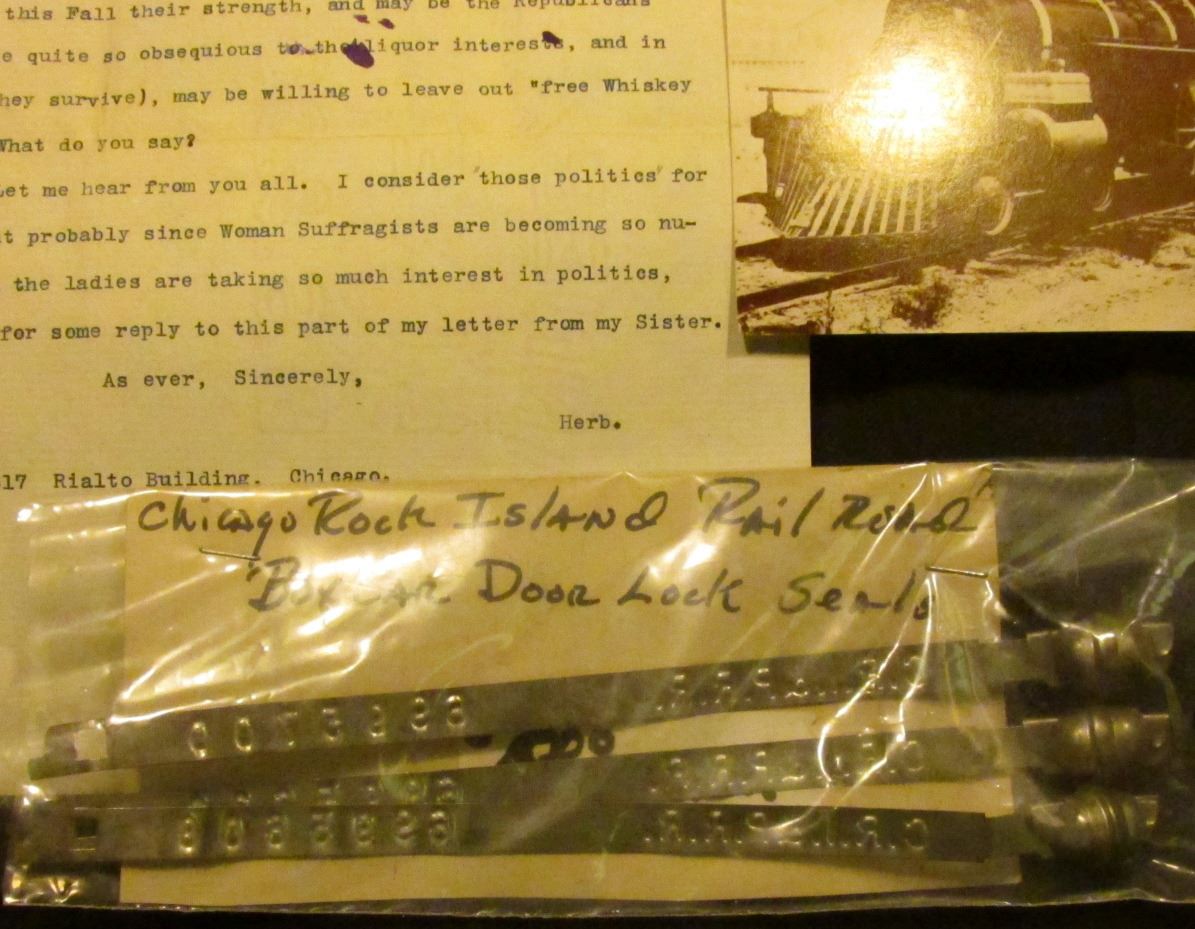 this Fall their strength, and may be the Republicans
e quite so obsequious to the liquor interests, and in
hey survive), may be willing to leave out "free Whiskey
What do you say?
Let me hear from you all. I consider "those politics" for
t probably since Woman Suffragists are becoming so nu-
the ladies are taking so much interest in politics,
for some reply to this part of my letter from my Sister.
As ever, Sincerely,
Herb.
17 Rialto Building. Chicago.
Chicago Rock Island Rail Road
"Box Car Door Lock Seals
C.R.I.&P.R.R.
C.R.I.&P.R.R.
C.R.I.&P.R.R.